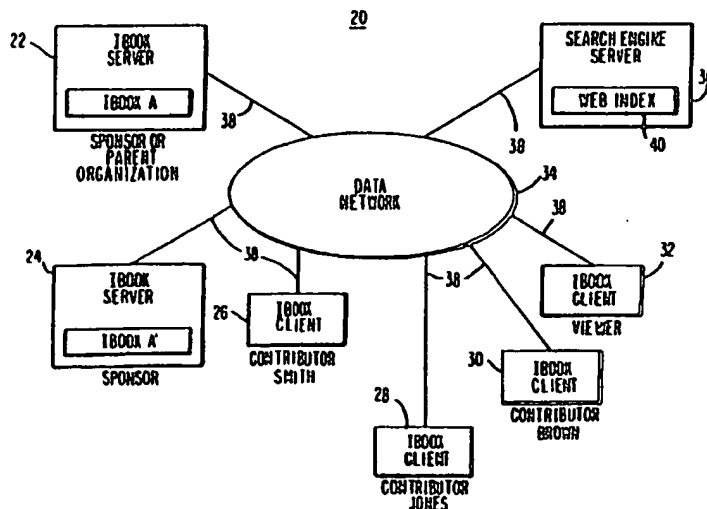 20
22
IBOOK
SERVER
IBOOK A
SPONSOR OR
PARENT
ORGANIZATION
38
SEARCH ENGINE
SERVER
WEB INDEX
40
38
DATA
NETWORK
34
38
24
IBOOK
SERVER
IBOOK A'
SPONSOR
38
26
IBOOK
CLIENT
CONTRIBUTOR
SMITH
38
28
IBOOK
CLIENT
CONTRIBUTOR
JONES
30
IBOOK
CLIENT
CONTRIBUTOR
BROWN
32
IBOOK
CLIENT
VIEWER